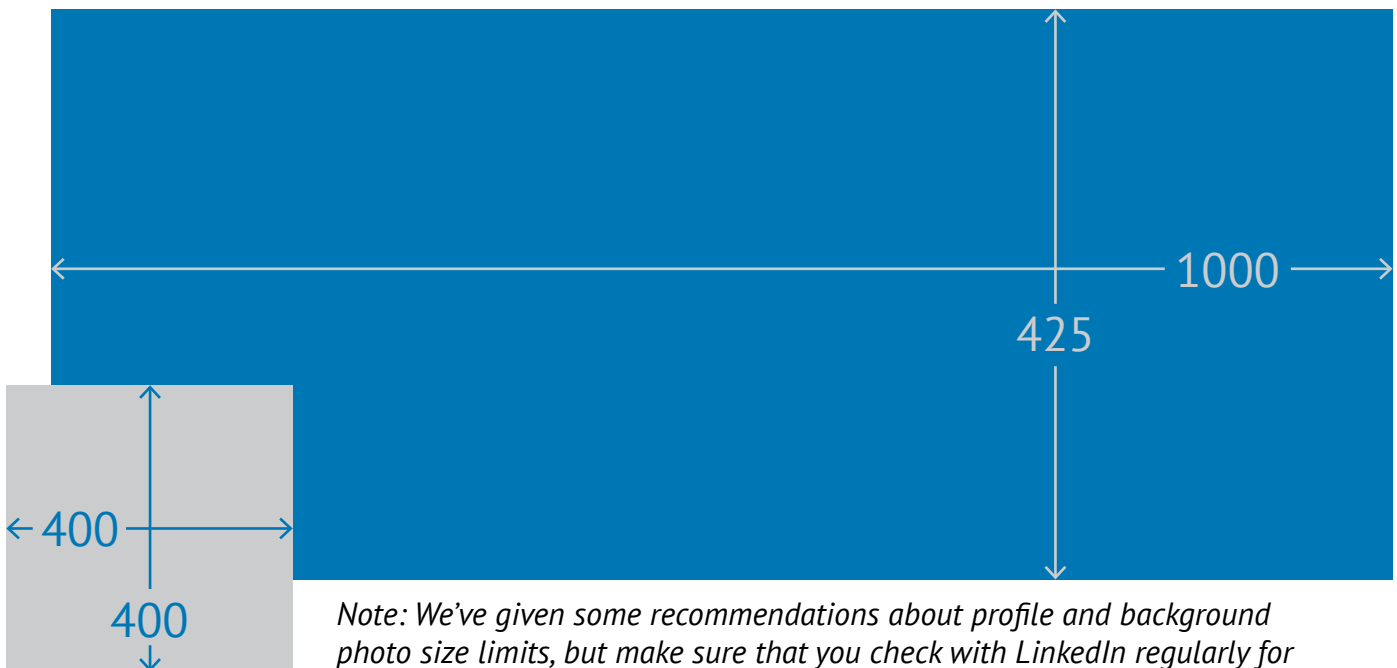 1000
425
400
400
Note: We've given some recommendations about profile and background
photo size limits, but make sure that you check with LinkedIn regularly for